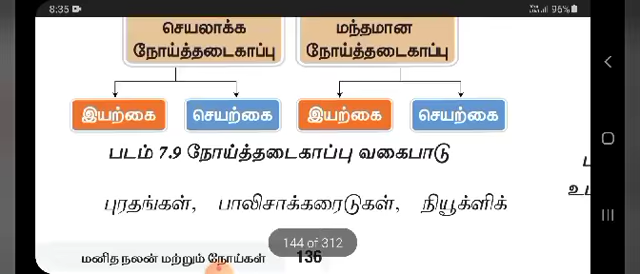 8:35
96%
செயலாக்க
நோய்த்தடைகாப்பு
மந்தமான
நோய்த்தடைகாப்பு
இயற்கை செயற்கை இயற்கை செயற்கை
படம் 7.9 நோய்த்தடைகாப்பு வகைபாடு
புரதங்கள், பாலிசாக்கரைடுகள், நியூக்ளிக்
144 of 312
மனித நலன் மற்றும் நோய்கள் 136